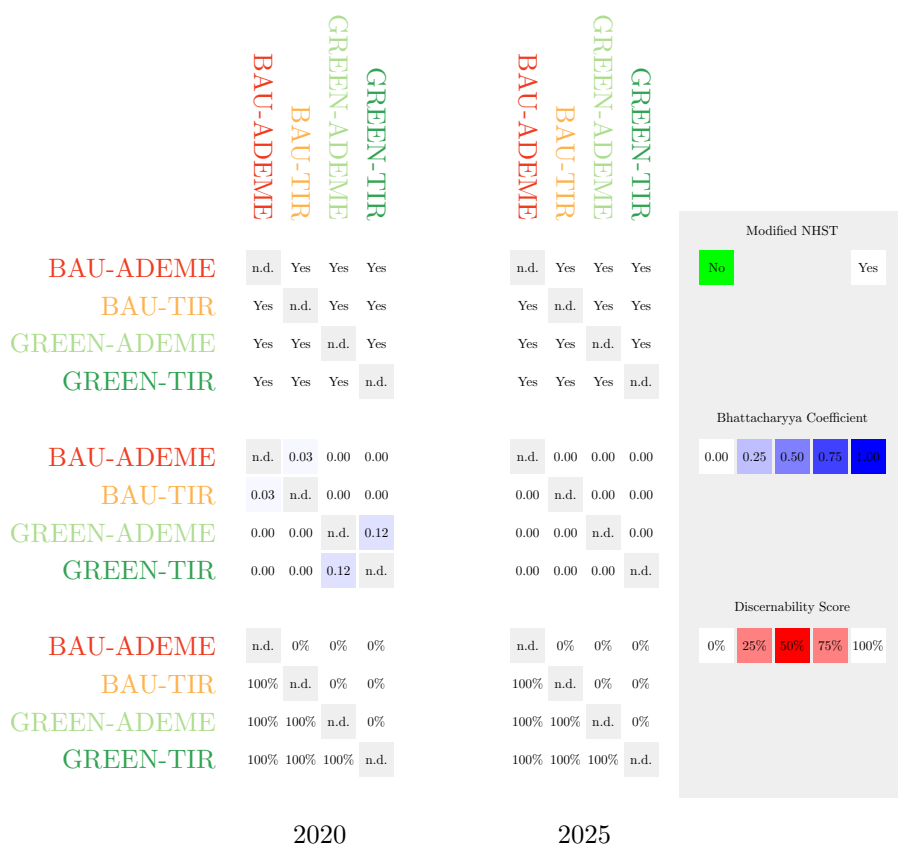 BAU-ADEME BAU-TIR GREEN-ADEME GREEN-TIR BAU-ADEME BAU-TIR GREEN-ADEME GREEN-TIR
Modified NHST
BAU-ADEME n.d. Yes Yes Yes n.d. Yes Yes Yes No Yes
BAU-TIR Yes n.d. Yes Yes Yes n.d. Yes Yes
GREEN-ADEME Yes Yes n.d. Yes Yes Yes n.d. Yes
GREEN-TIR Yes Yes Yes n.d. Yes Yes Yes n.d.
Bhattacharyya Coefficient
BAU-ADEME n.d. 0.03 0.00 0.00 n.d. 0.00 0.00 0.00 0.00 0.25 0.50 0.75 1.00
BAU-TIR 0.03 n.d. 0.00 0.00 0.00 n.d. 0.00 0.00
GREEN-ADEME 0.00 0.00 n.d. 0.12 0.00 0.00 n.d. 0.00
GREEN-TIR 0.00 0.00 0.12 n.d. 0.00 0.00 0.00 n.d.
Discernability Score
BAU-ADEME n.d. 0% 0% 0% n.d. 0% 0% 0% 0% 25% 50% 75% 100%
BAU-TIR 100% n.d. 0% 0% 100% n.d. 0% 0%
GREEN-ADEME 100% 100% n.d. 0% 100% 100% n.d. 0%
GREEN-TIR 100% 100% 100% n.d. 100% 100% 100% n.d.
2020 2025